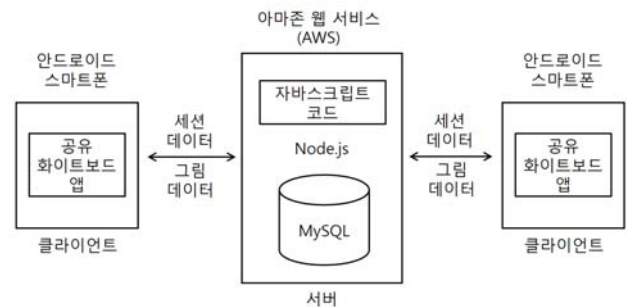 아마존 웹 서비스
(AWS)
안드로이드
스마트폰
공유
화이트보드
앱
클라이언트
세션
데이터
그림
데이터
자바스크립트
코드
Node.js
MySQL
서버
세션
데이터
그림
데이터
안드로이드
스마트폰
공유
화이트보드
앱
클라이언트